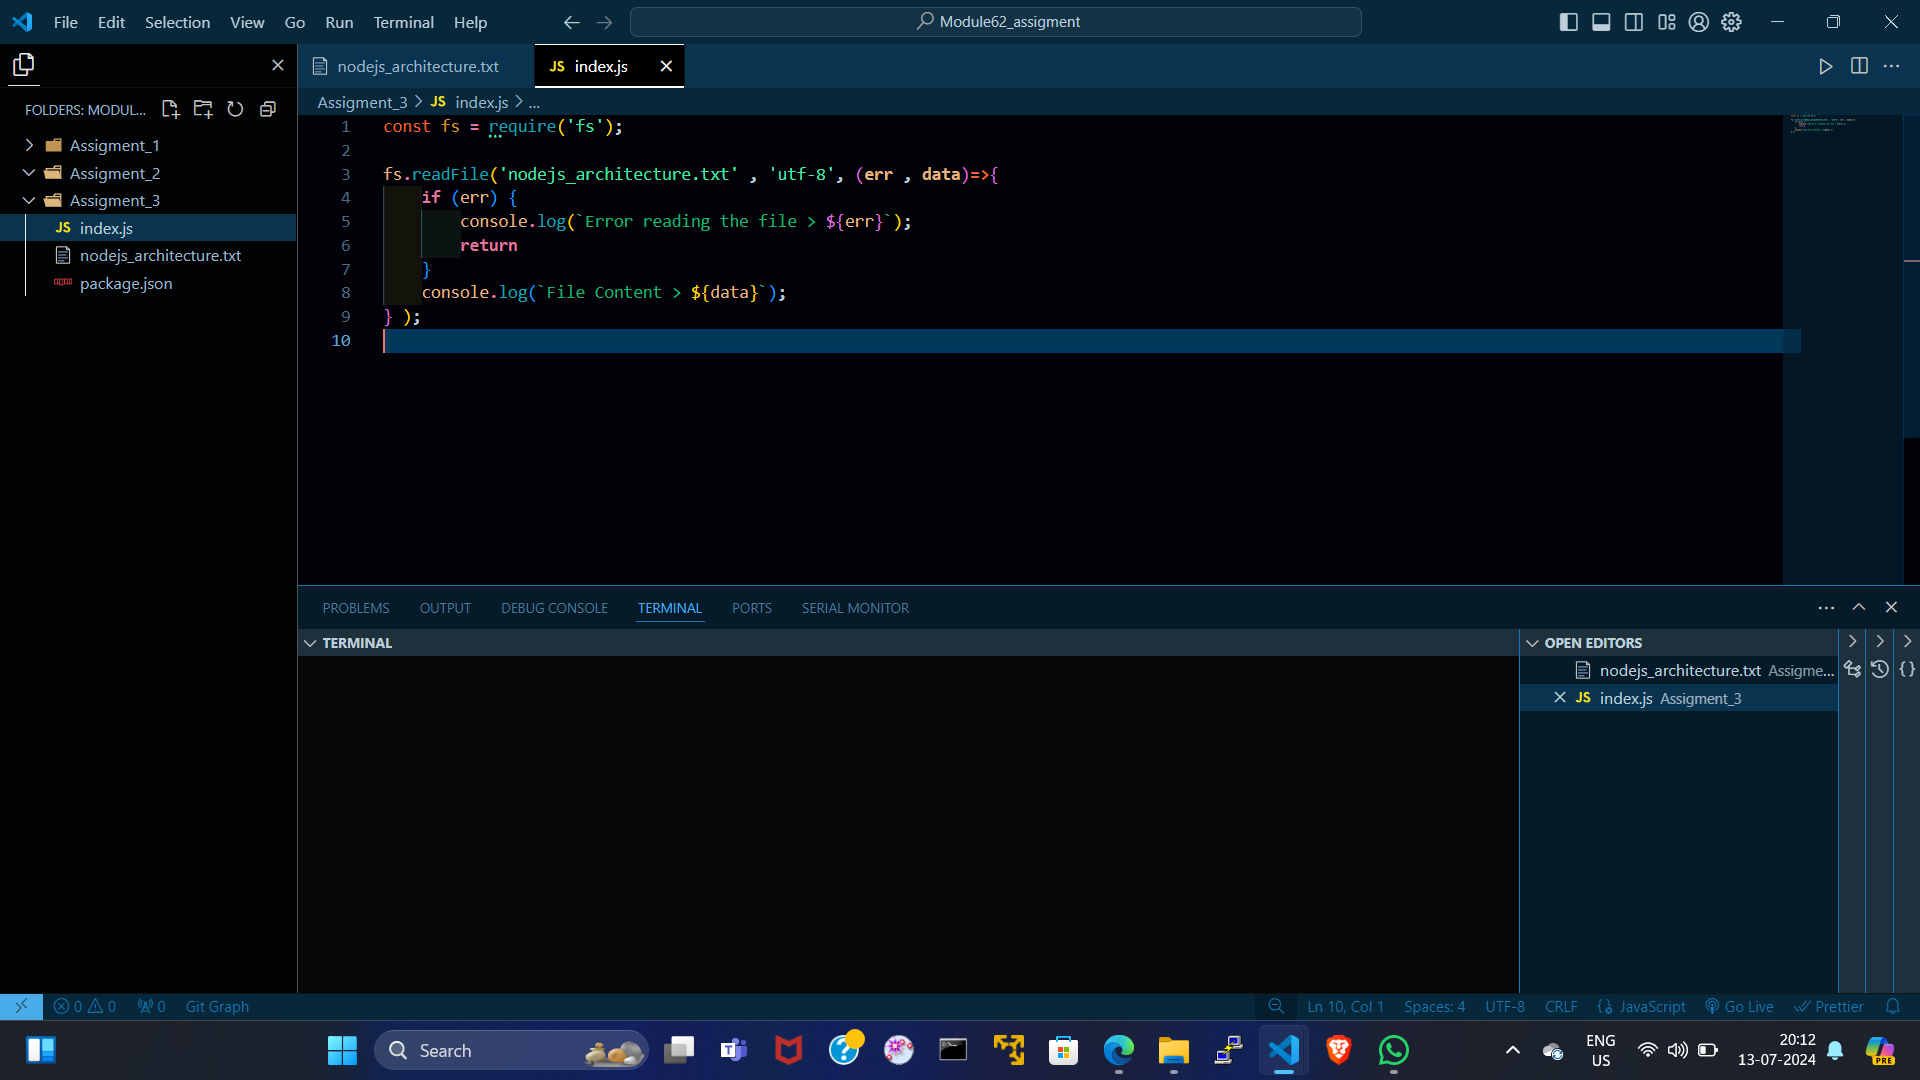 File Edit Selection View Go Run Terminal Help
Module62_assigment
FOLDERS: MODUL...
Assigment_1
Assigment_2
Assigment_3
JS index.js
nodejs_architecture.txt
package.json
nodejs_architecture.txt
JS index.js
Assigment_3 > JS index.js > ...
1 const fs = require('fs');
2
3 fs.readFile('nodejs_architecture.txt' , 'utf-8', (err , data)=>{
4 if (err) {
5 console.log(`Error reading the file > ${err}`);
6 return
7 }
8 console.log(`File Content > ${data}`);
9 } );
10
PROBLEMS OUTPUT DEBUG CONSOLE TERMINAL PORTS SERIAL MONITOR
TERMINAL
OPEN EDITORS
nodejs_architecture.txt Assigme...
JS index.js Assigment_3
0 0 0 Git Graph
Ln 10, Col 1 Spaces: 4 UTF-8 CRLF {} JavaScript Go Live Prettier
Search
ENG
US
20:12
13-07-2024
PRE